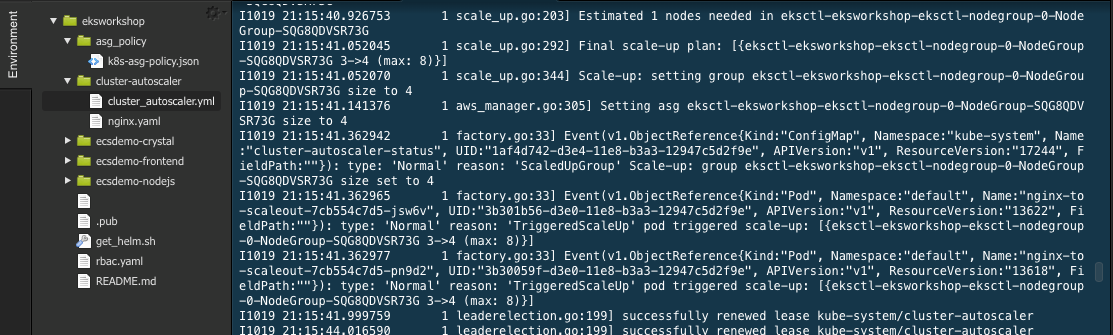 Environment
eksworkshop
asg_policy
k8s-asg-policy.json
cluster-autoscaler
cluster_autoscaler.yml
nginx.yaml
ecsdemo-crystal
ecsdemo-frontend
ecsdemo-nodejs
.pub
get_helm.sh
rbac.yaml
README.md
I1019 21:15:40.926753       1 scale_up.go:203] Estimated 1 nodes needed in eksctl-eksworkshop-eksctl-nodegroup-0-Node
Group-SQG8QDVSR73G
I1019 21:15:41.052045       1 scale_up.go:292] Final scale-up plan: [{eksctl-eksworkshop-eksctl-nodegroup-0-NodeGroup
-SQG8QDVSR73G 3->4 (max: 8)}]
I1019 21:15:41.052070       1 scale_up.go:344] Scale-up: setting group eksctl-eksworkshop-eksctl-nodegroup-0-NodeGrou
p-SQG8QDVSR73G size to 4
I1019 21:15:41.141376       1 aws_manager.go:305] Setting asg eksctl-eksworkshop-eksctl-nodegroup-0-NodeGroup-SQG8QDV
SR73G size to 4
I1019 21:15:41.362942       1 factory.go:33] Event(v1.ObjectReference{Kind:"ConfigMap", Namespace:"kube-system", Name
:"cluster-autoscaler-status", UID:"1af4d742-d3e4-11e8-b3a3-12947c5d2f9e", APIVersion:"v1", ResourceVersion:"17244", F
ieldPath:""}): type: 'Normal' reason: 'ScaledUpGroup' Scale-up: group eksctl-eksworkshop-eksctl-nodegroup-0-NodeGroup
-SQG8QDVSR73G size set to 4
I1019 21:15:41.362965       1 factory.go:33] Event(v1.ObjectReference{Kind:"Pod", Namespace:"default", Name:"nginx-to
-scaleout-7cb554c7d5-jsw6v", UID:"3b301b56-d3e0-11e8-b3a3-12947c5d2f9e", APIVersion:"v1", ResourceVersion:"13622", Fi
eldPath:""}): type: 'Normal' reason: 'TriggeredScaleUp' pod triggered scale-up: [{eksctl-eksworkshop-eksctl-nodegroup
-0-NodeGroup-SQG8QDVSR73G 3->4 (max: 8)}]
I1019 21:15:41.362977       1 factory.go:33] Event(v1.ObjectReference{Kind:"Pod", Namespace:"default", Name:"nginx-to
-scaleout-7cb554c7d5-pn9d2", UID:"3b30059f-d3e0-11e8-b3a3-12947c5d2f9e", APIVersion:"v1", ResourceVersion:"13618", Fi
eldPath:""}): type: 'Normal' reason: 'TriggeredScaleUp' pod triggered scale-up: [{eksctl-eksworkshop-eksctl-nodegroup
-0-NodeGroup-SQG8QDVSR73G 3->4 (max: 8)}]
I1019 21:15:41.999759       1 leaderelection.go:199] successfully renewed lease kube-system/cluster-autoscaler
I1019 21:15:44.016590       1 leaderelection.go:199] successfully renewed lease kube-system/cluster-autoscaler